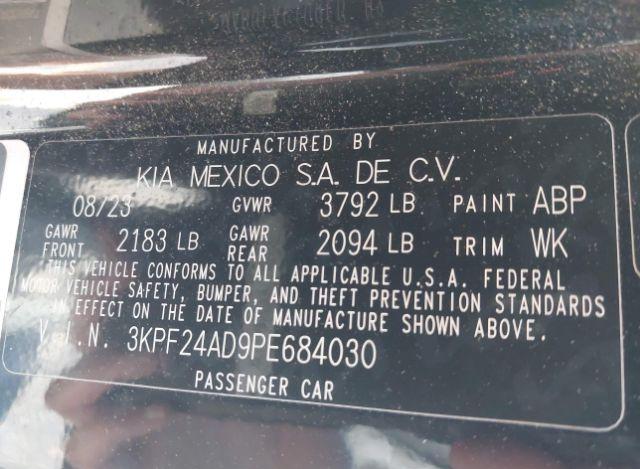 MANUFACTURED BY
KIA MEXICO S.A. DE C.V.
08/23 GVWR 3792 LB PAINT ABP
GAWR FRONT 2183 LB GAWR REAR 2094 LB TRIM WK
THIS VEHICLE CONFORMS TO ALL APPLICABLE U.S.A. FEDERAL
MOTOR VEHICLE SAFETY, BUMPER, AND THEFT PREVENTION STANDARDS
IN EFFECT ON THE DATE OF MANUFACTURE SHOWN ABOVE.
V.I.N. 3KPF24AD9PE684030
PASSENGER CAR